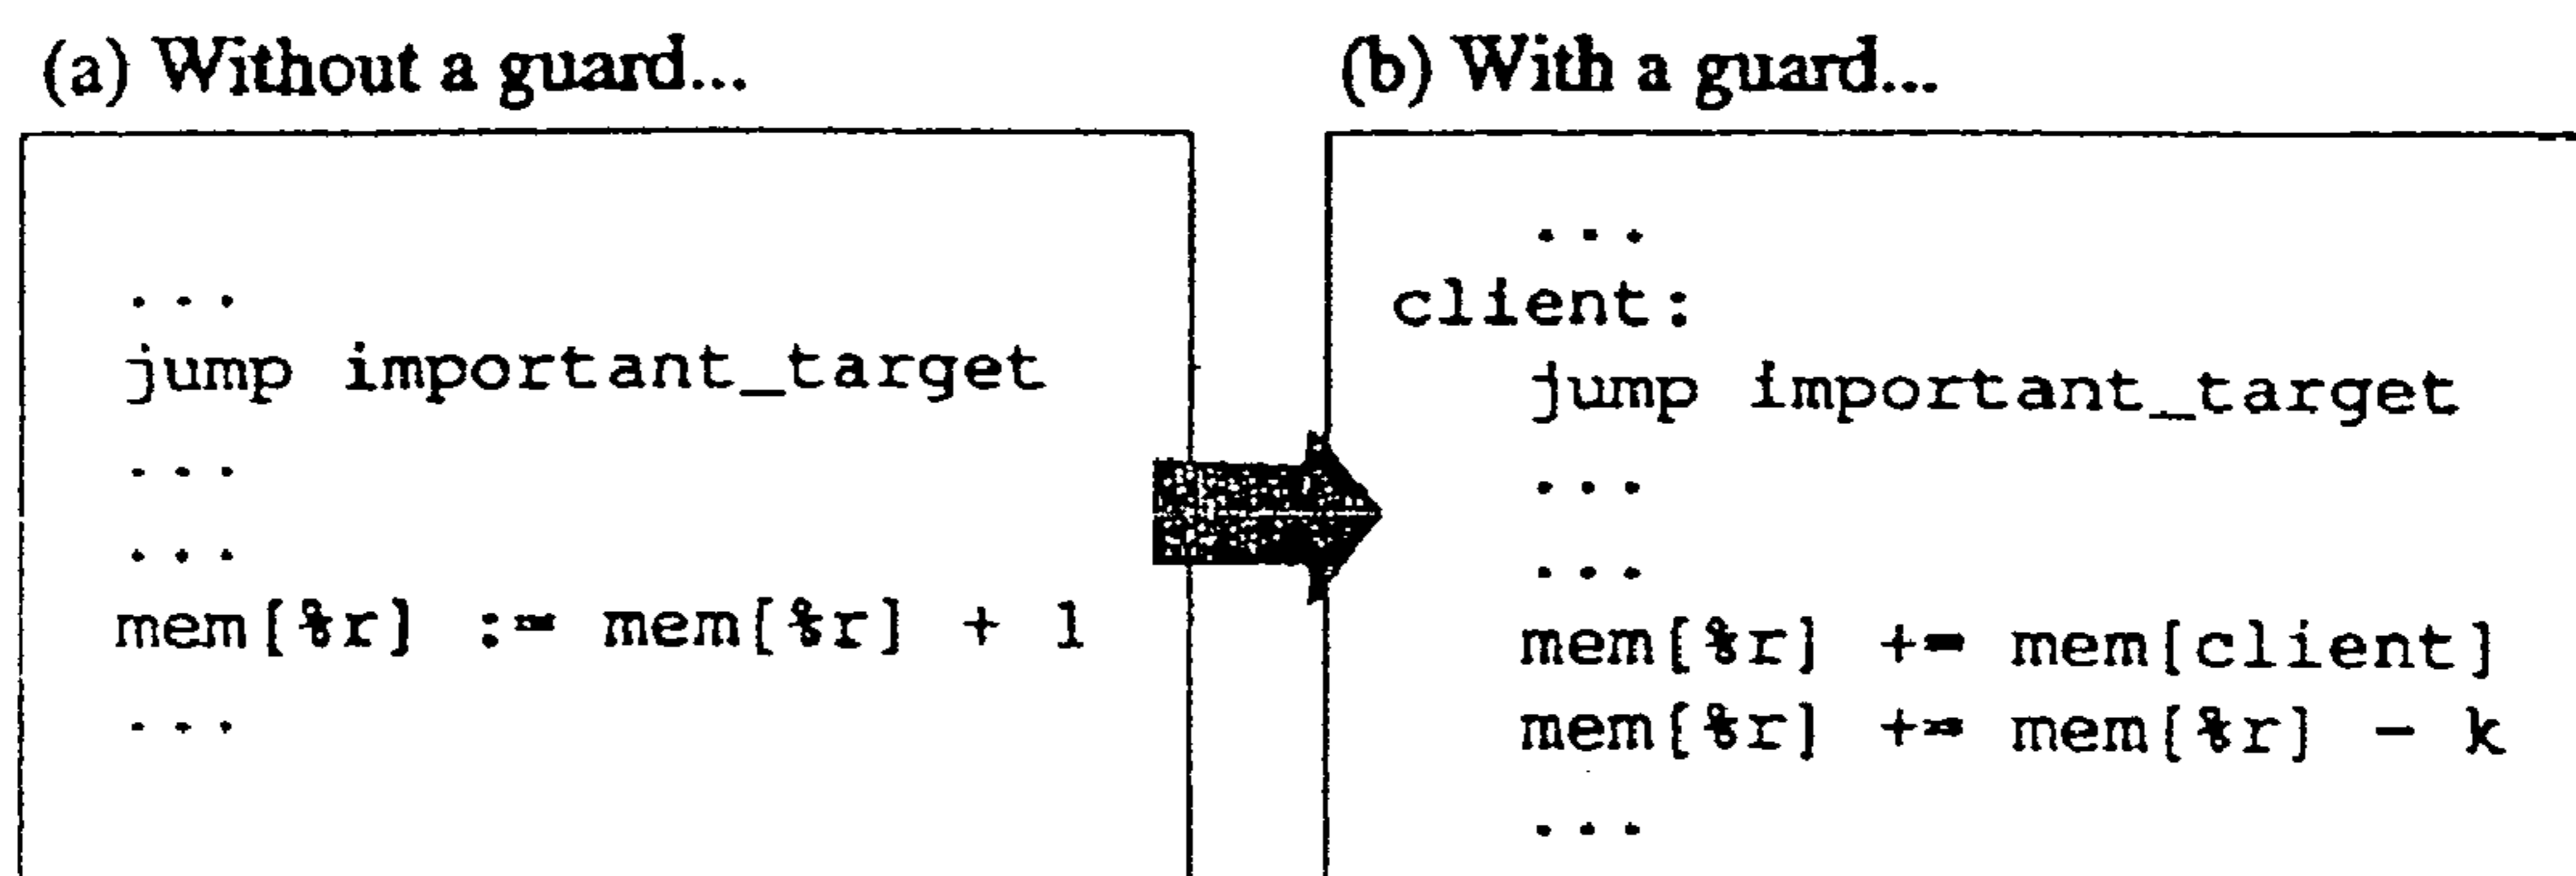 (a) Without a guard...
...
jump important_target
...
...
mem[%r] := mem[%r] + 1
...
(b) With a guard...
...
client:
jump important_target
...
...
mem[%r] += mem[client]
mem[%r] += mem[%r] - k
...